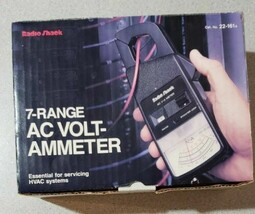 Radio Shack
Cat. No. 22-161
7-RANGE
AC VOLT-
AMMETER
Essential for servicing
HVAC systems
Radio Shack